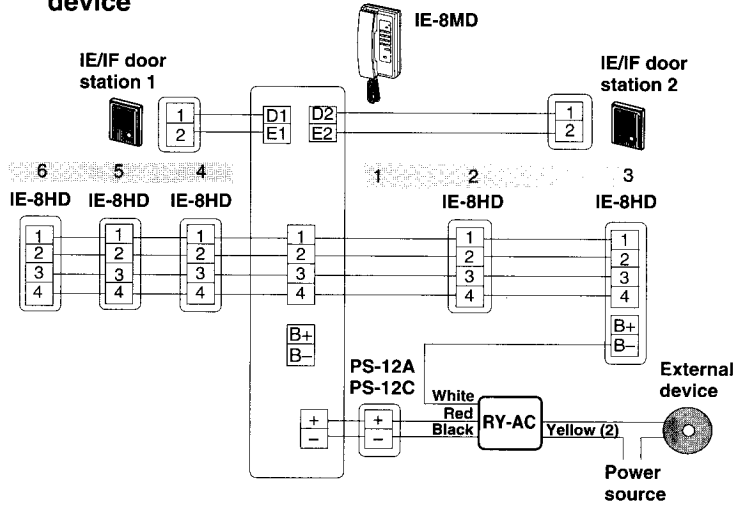 device
IE-8MD
IE/IF door
station 1
1
2
D1
E1
D2
E2
1
2
IE/IF door
station 2
6 5 4 1 2 3
IE-8HD IE-8HD IE-8HD IE-8HD IE-8HD
1 1 1 1 1 1
2 2 2 2 2 2
3 3 3 3 3 3
4 4 4 4 4 4
B+
B–
B+
B–
PS-12A
PS-12C
+
–
+
–
White
Red
Black
RY-AC
Yellow (2)
External
device
Power
source